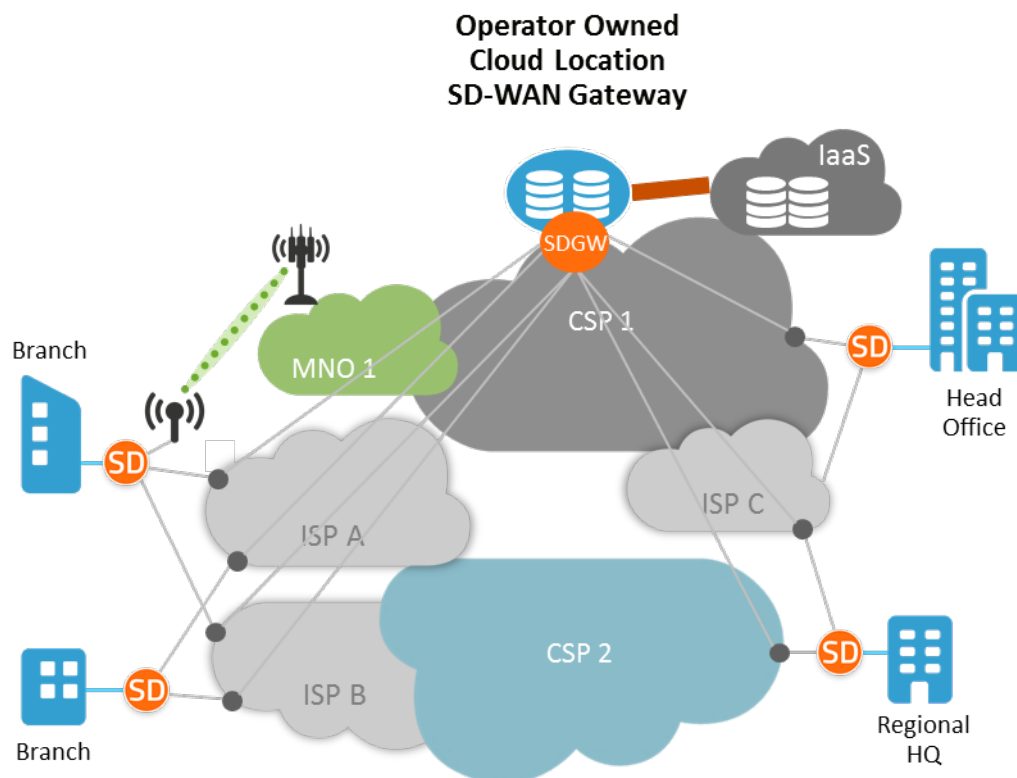 Operator Owned
Cloud Location
SD-WAN Gateway
IaaS
SDGW
CSP 1
MNO 1
Branch
SD
SD
Head
Office
ISP A
ISP C
CSP 2
ISP B
SD
Branch
SD
Regional
HQ